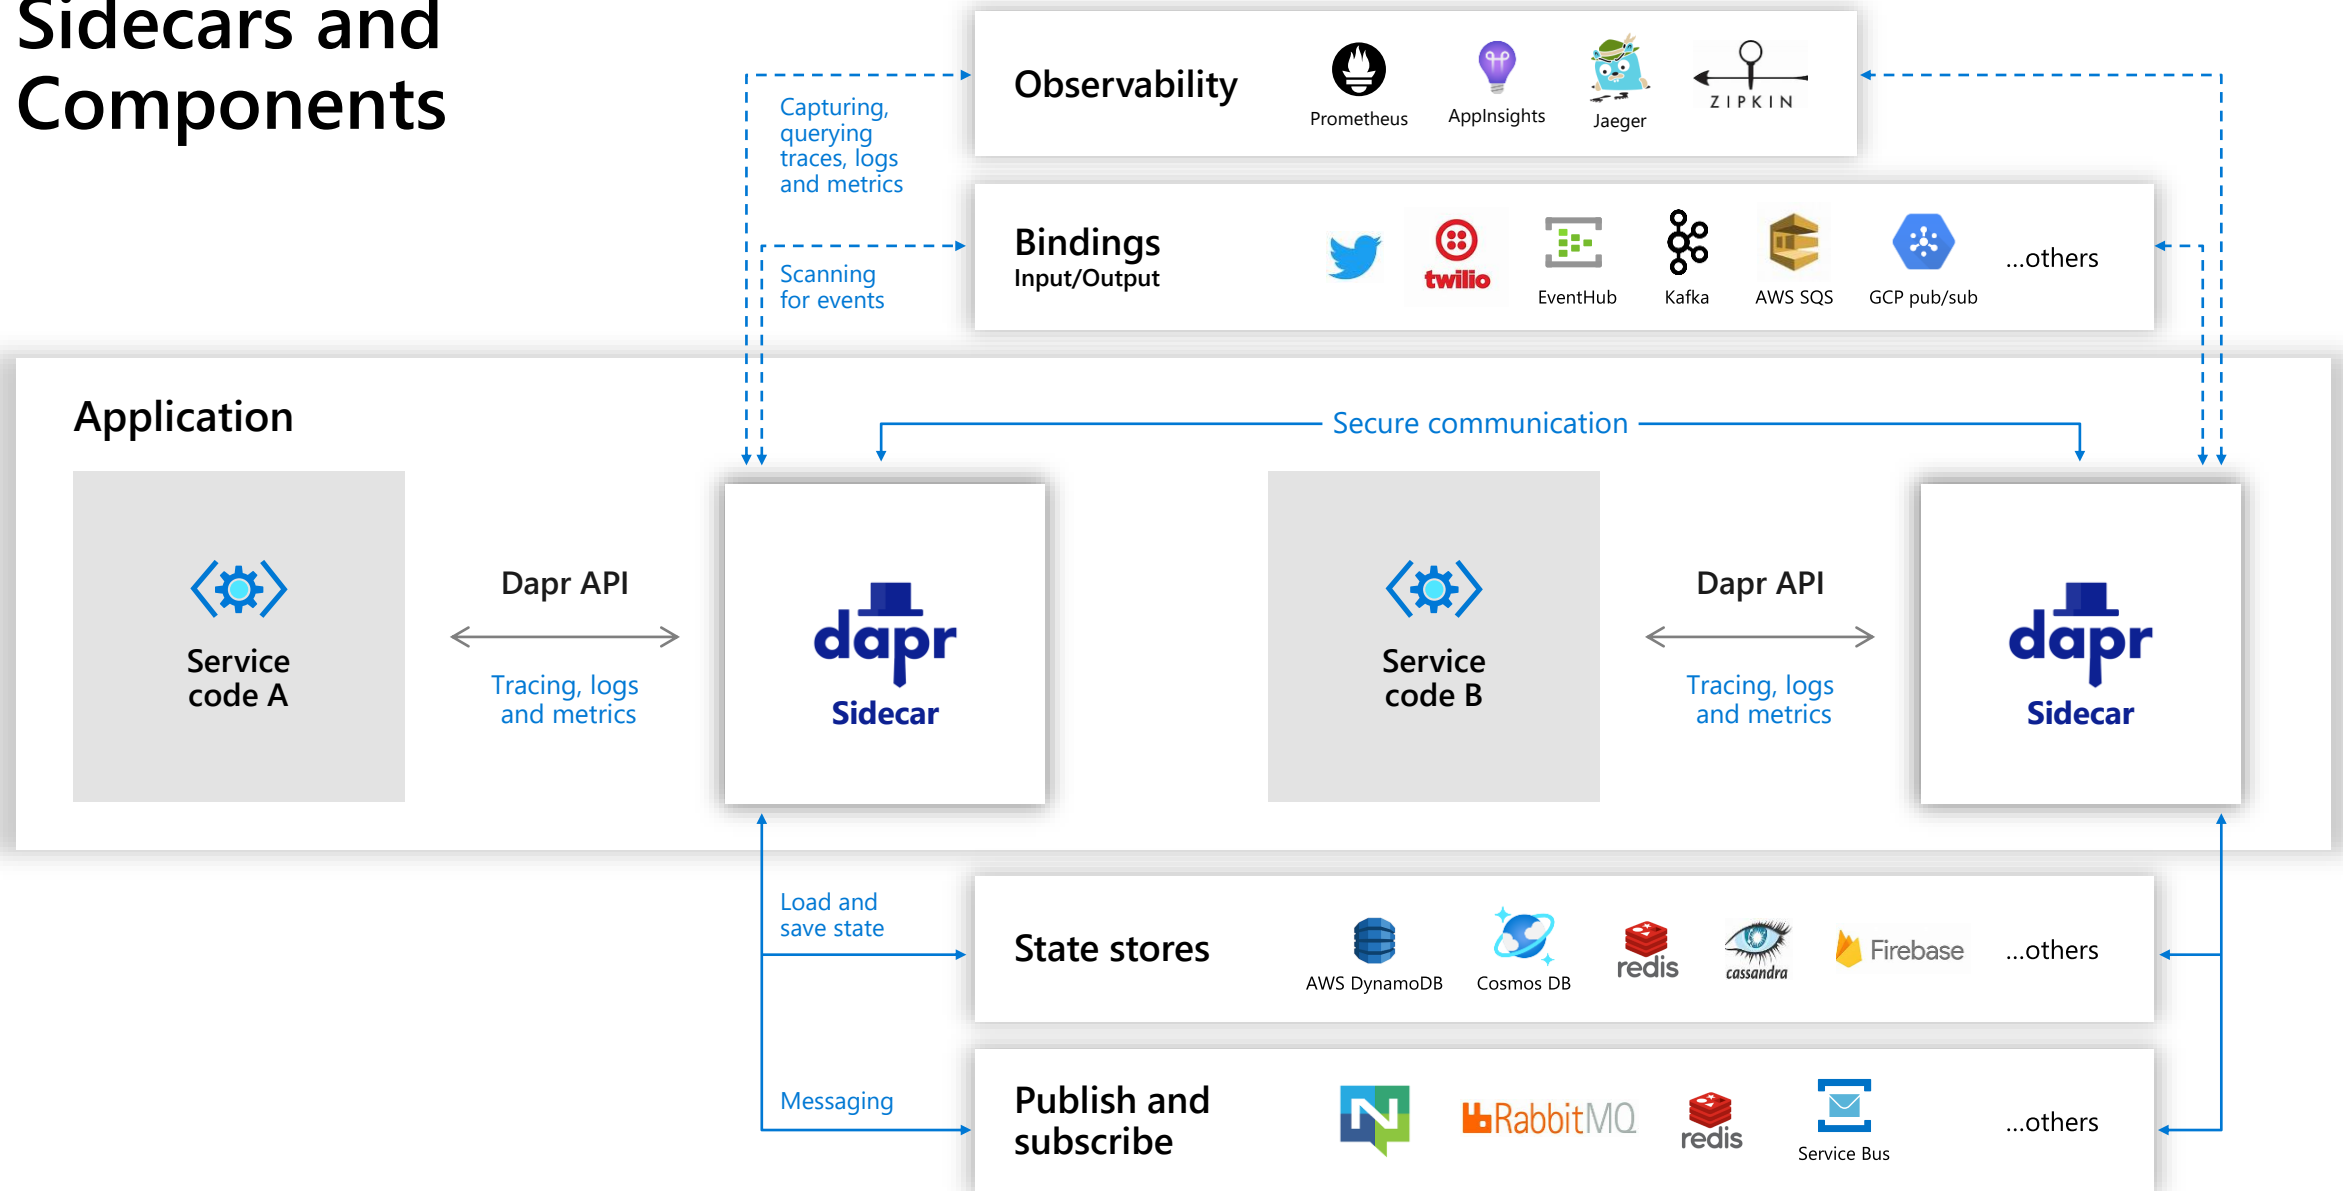 Sidecars and
Components
Observability
Prometheus
AppInsights
Jaeger
ZIPKIN
Capturing,
querying
traces, logs
and metrics
Bindings
Input/Output
twilio
EventHub
Kafka
AWS SQS
GCP pub/sub
...others
Scanning
for events
Application
Secure communication
Service
code A
Dapr API
Tracing, logs
and metrics
dapr
Sidecar
Service
code B
Dapr API
Tracing, logs
and metrics
dapr
Sidecar
Load and
save state
State stores
AWS DynamoDB
Cosmos DB
redis
cassandra
Firebase
...others
Messaging
Publish and
subscribe
N
RabbitMQ
redis
Service Bus
...others